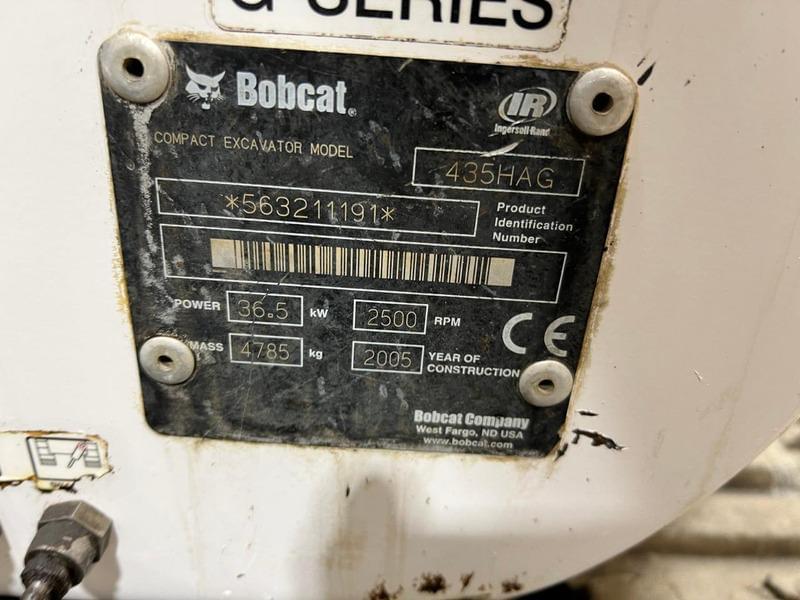 G-SERIES
Bobcat®
IR
Ingersoll-Rand
COMPACT EXCAVATOR MODEL
435HAG
*563211191*
Product
Identification
Number
POWER 36.5 kW 2500 RPM
MASS 4785 kg 2005 YEAR OF
CONSTRUCTION
CE
Bobcat Company
West Fargo, ND USA
www.bobcat.com